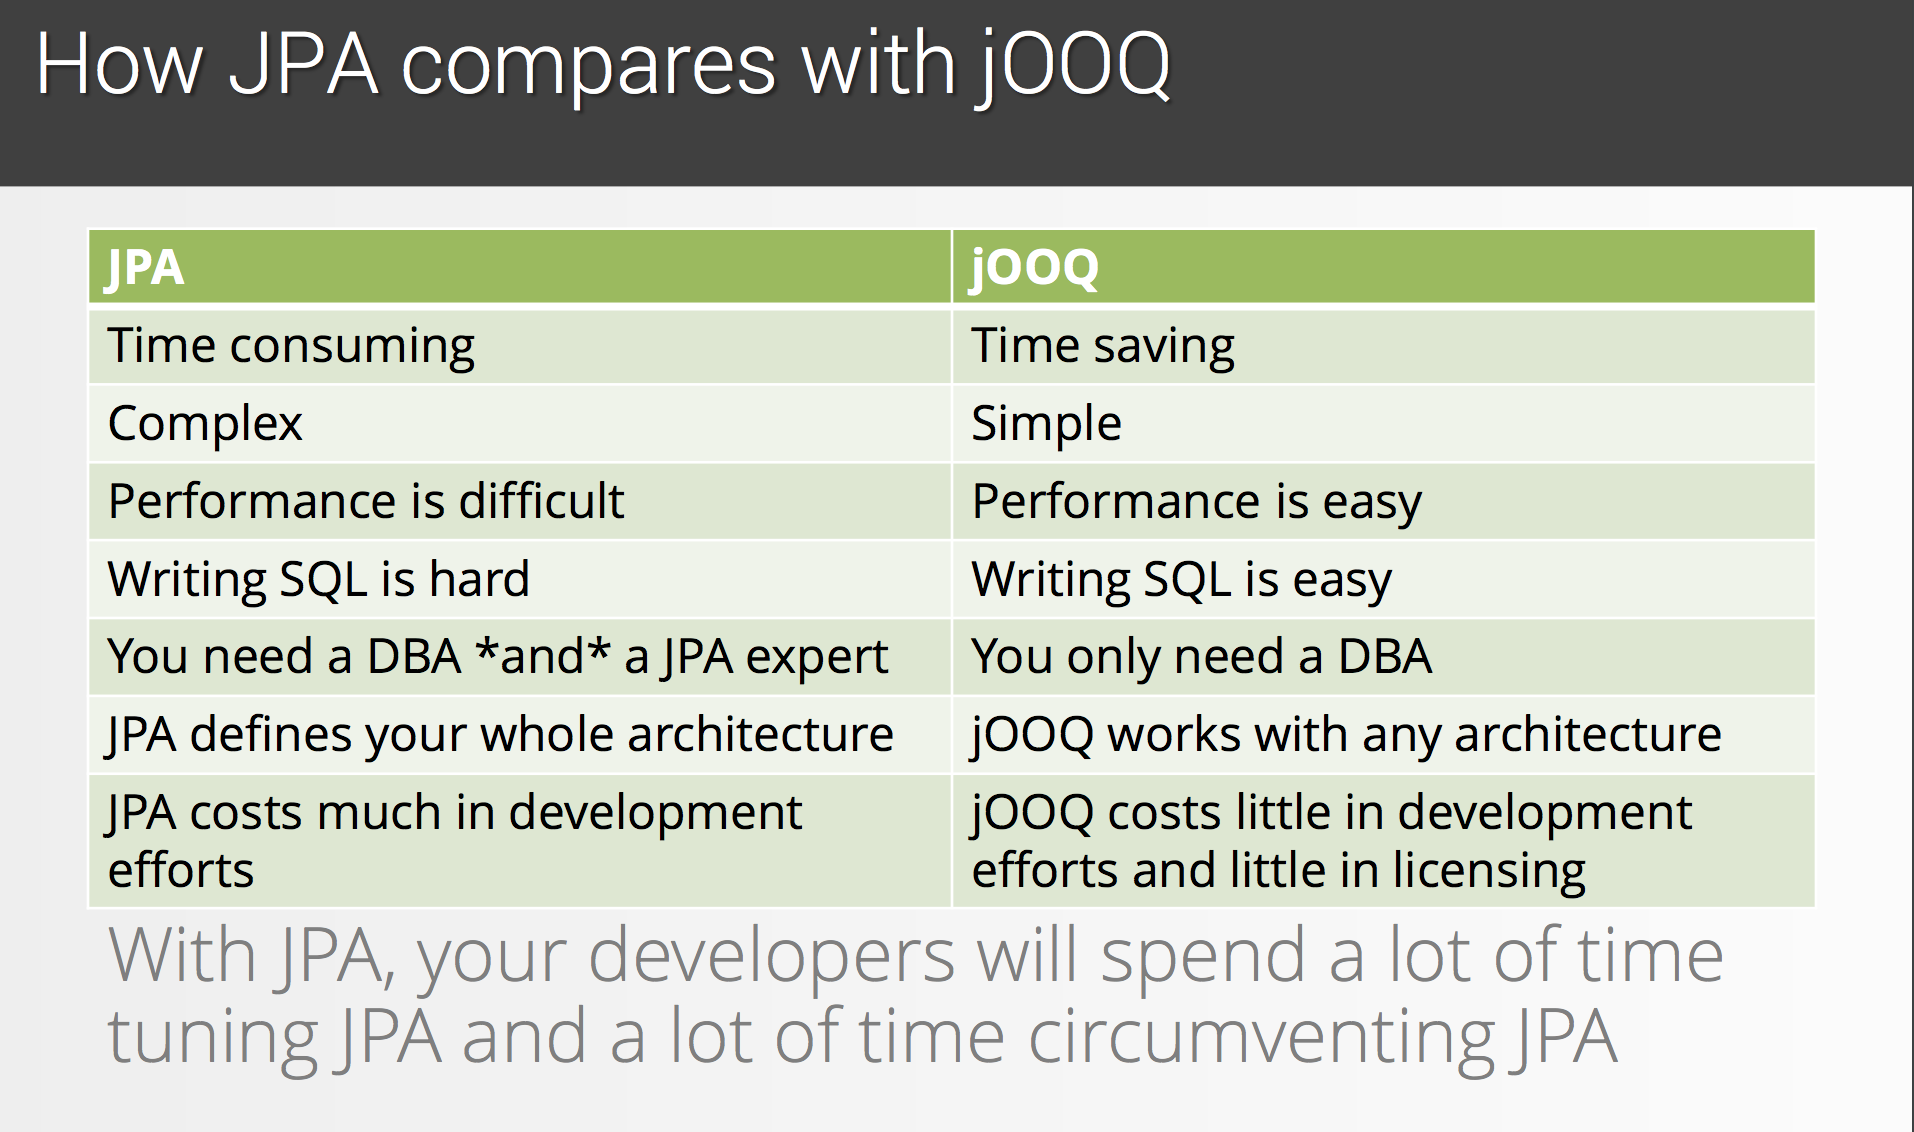 How JPA compares with jOOQ
JPA
jOOQ
Time consuming
Time saving
Complex
Simple
Performance is difficult
Performance is easy
Writing SQL is hard
Writing SQL is easy
You need a DBA *and* a JPA expert
You only need a DBA
JPA defines your whole architecture
jOOQ works with any architecture
JPA costs much in development
efforts
jOOQ costs little in development
efforts and little in licensing
With JPA, your developers will spend a lot of time
tuning JPA and a lot of time circumventing JPA